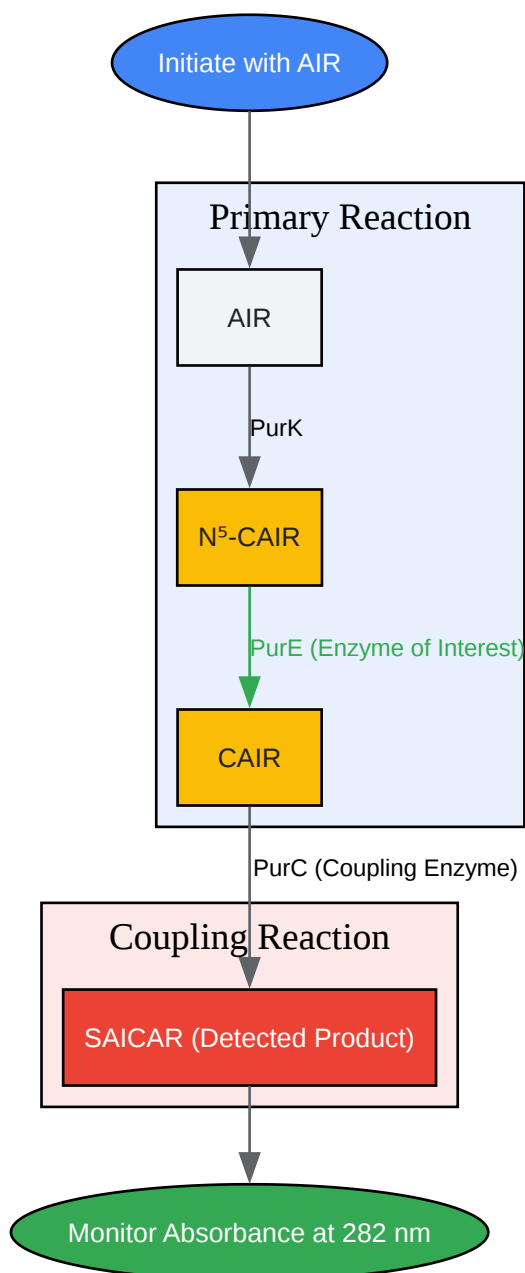 Initiate with AIR
Primary Reaction
AIR
PurK
N⁵-CAIR
PurE (Enzyme of Interest)
CAIR
PurC (Coupling Enzyme)
Coupling Reaction
SAICAR (Detected Product)
Monitor Absorbance at 282 nm